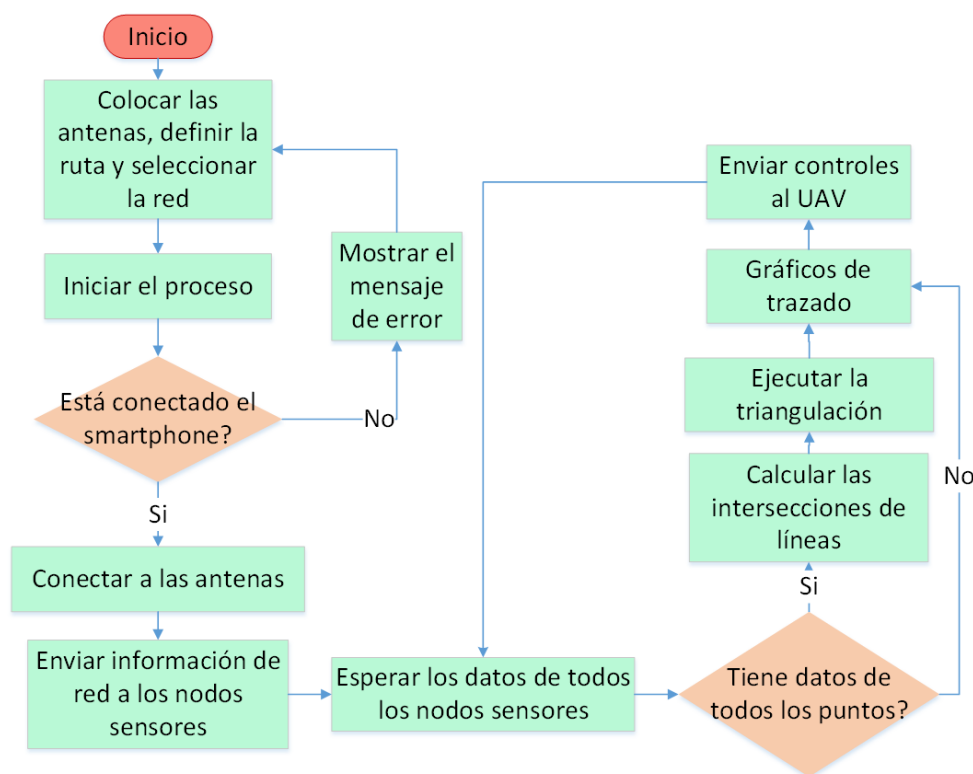 Inicio
Colocar las
antenas, definir la
ruta y seleccionar
la red
Iniciar el proceso
Mostrar el
mensaje
de error
Está conectado el
smartphone?
No
Si
Conectar a las antenas
Enviar información de
red a los nodos
sensores
Esperar los datos de todos
los nodos sensores
Tiene datos de
todos los puntos?
Si
No
Calcular las
intersecciones de
líneas
Ejecutar la
triangulación
Gráficos de
trazado
Enviar controles
al UAV